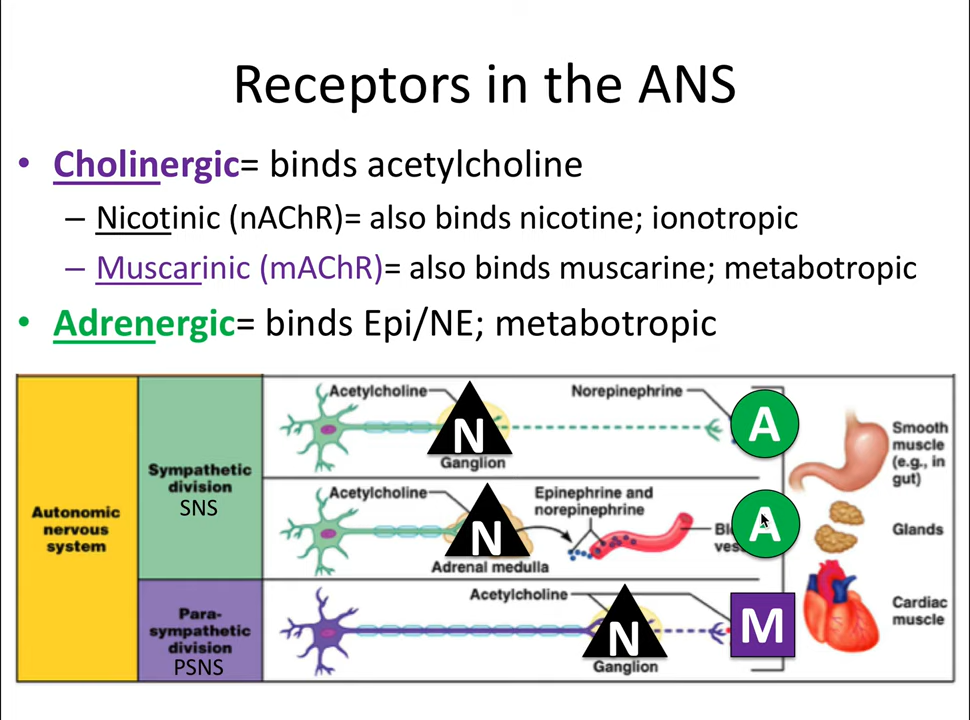 Receptors in the ANS
• Cholinergic= binds acetylcholine
– Nicotinic (nAChR)= also binds nicotine; ionotropic
– Muscarinic (mAChR)= also binds muscarine; metabotropic
• Adrenergic= binds Epi/NE; metabotropic
Autonomic
nervous
system
Sympathetic
division
SNS
Acetylcholine
N
Ganglion
Norepinephrine
A
Acetylcholine
N
Adrenal medulla
Epinephrine and
norepinephrine
A
Para-
sympathetic
division
PSNS
Acetylcholine
N
Ganglion
M
Smooth
muscle
(e.g., in
gut)
Glands
Cardiac
muscle